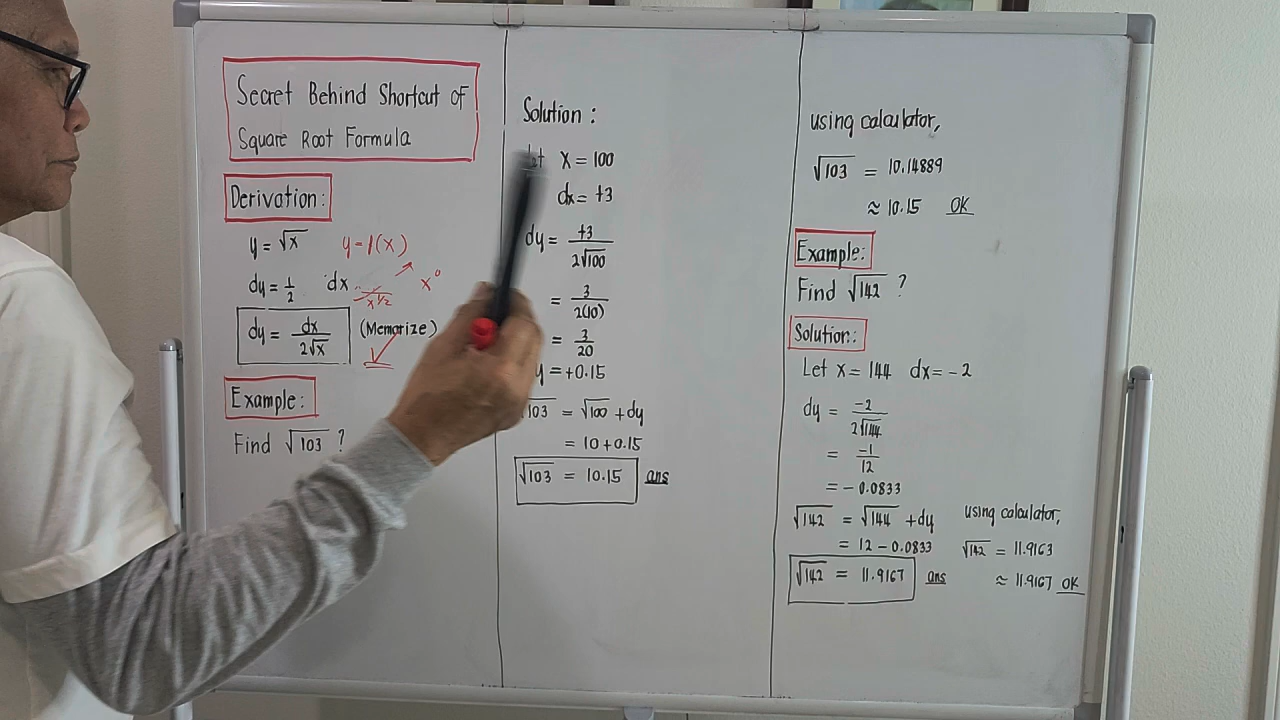 Secret Behind Shortcut of
Square Root Formula
Derivation:
y = √x y = f(x)
dy = 1/2 dx/x^1/2 x°
dy = dx/2√x (Memorize)
Example:
Find √103 ?
Solution:
x = 100
dx = +3
dy = +3/2√100
= 3/2(10)
= 3/20
= +0.15
√103 = √100 + dy
= 10 + 0.15
√103 = 10.15 ans
using calculator,
√103 = 10.14889
≈ 10.15 OK
Example:
Find √142 ?
Solution:
Let x = 144 dx = -2
dy = -2/2√144
= -1/12
= -0.0833
√142 = √144 + dy
= 12 - 0.0833
√142 = 11.9167 ans
using calculator,
√142 = 11.9163
≈ 11.9167 OK